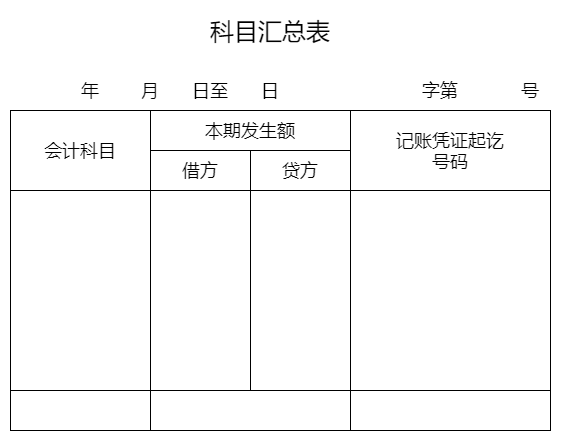 科目汇总表
年 月 日至 日 字第 号
会计科目
本期发生额
借方
贷方
记账凭证起讫
号码